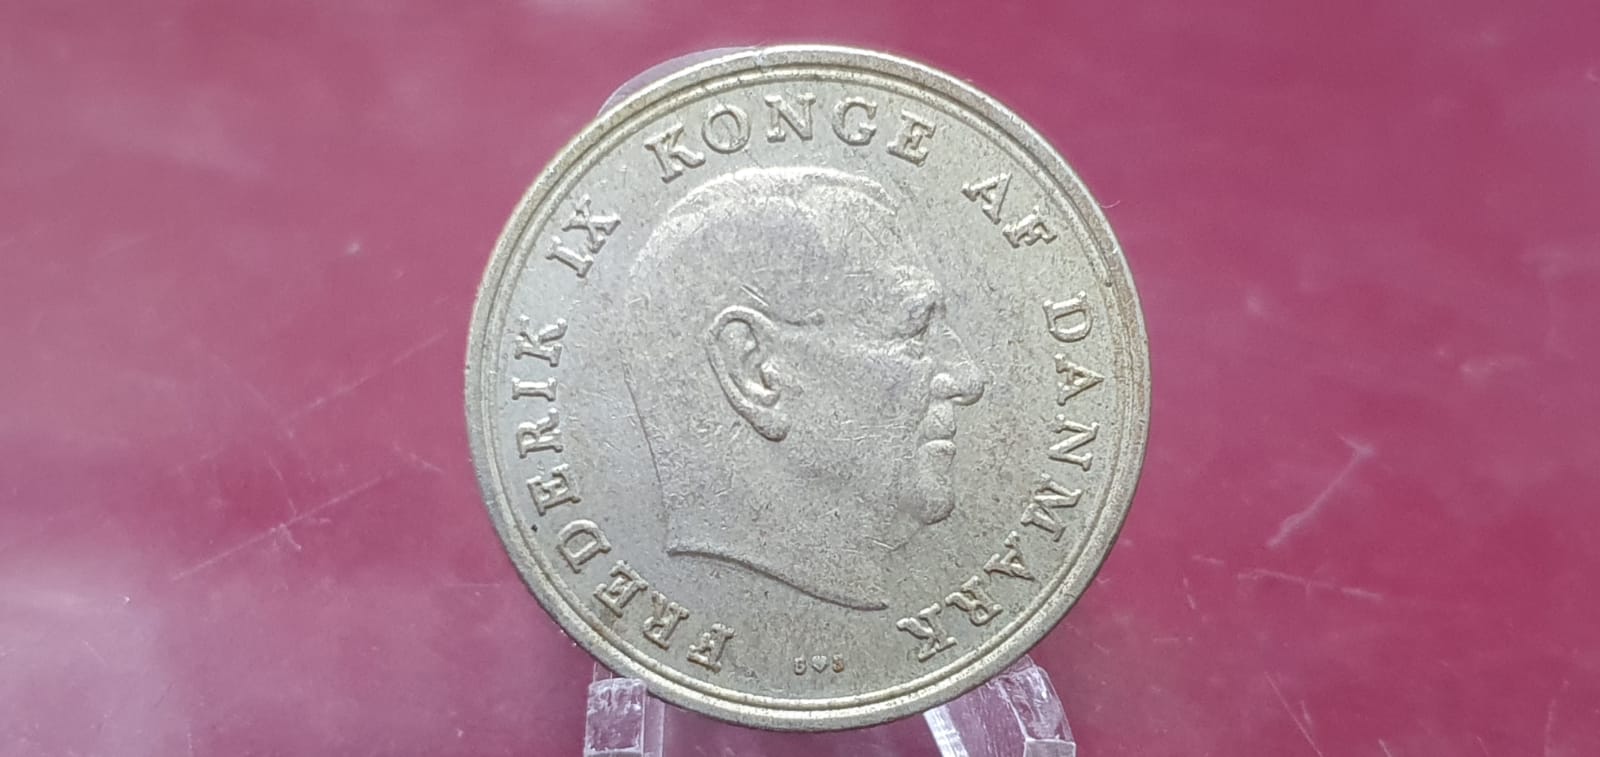 FREDERIK IX KONGE AF DANMARK
S♥S